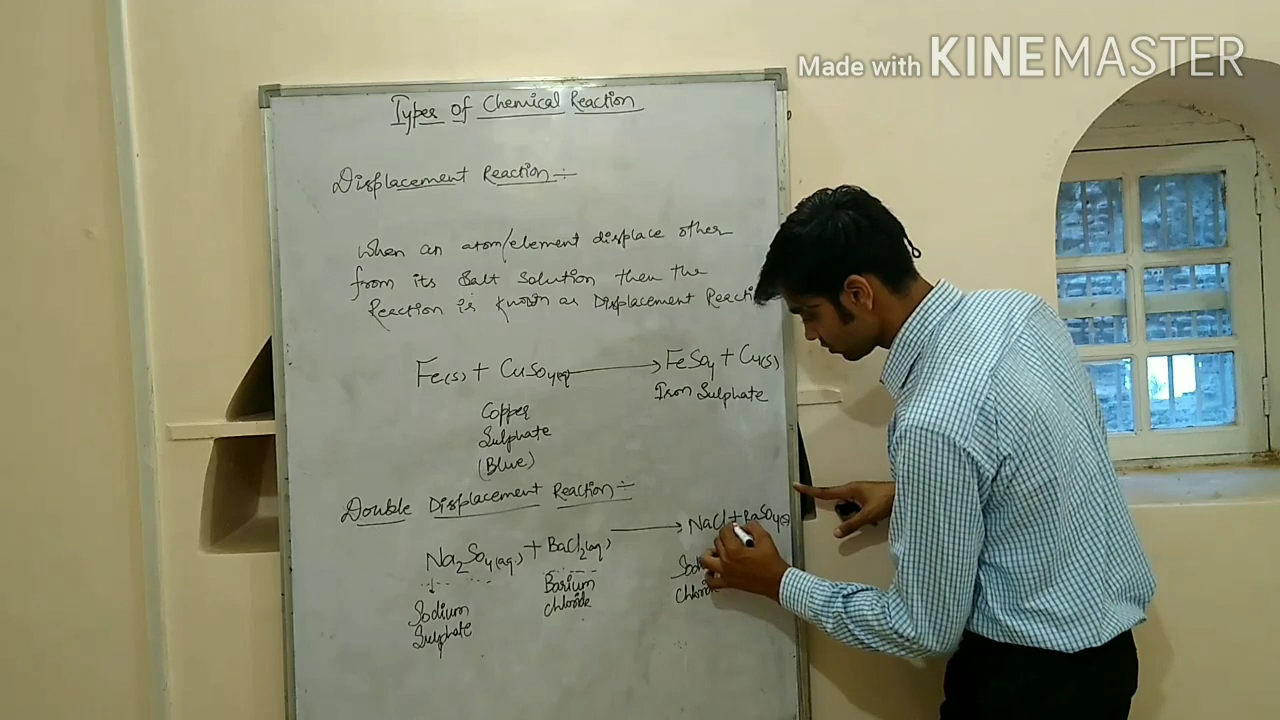 Made with KINEMASTER
Types of Chemical Reaction
Displacement Reaction :-
When an atom/element displace other
from its Salt solution then the
Reaction is known as Displacement Reacti
Fe(s) + CuSO4(aq) → FeSO4 + Cu(s)
Iron Sulphate
Copper
Sulphate
(Blue)
Double Displacement Reaction :-
Na2SO4(aq) + BaCl2(aq) → NaCl + BaSO4(s)
Sodium
Sulphate
Barium
Chloride
Sodi
Chloride